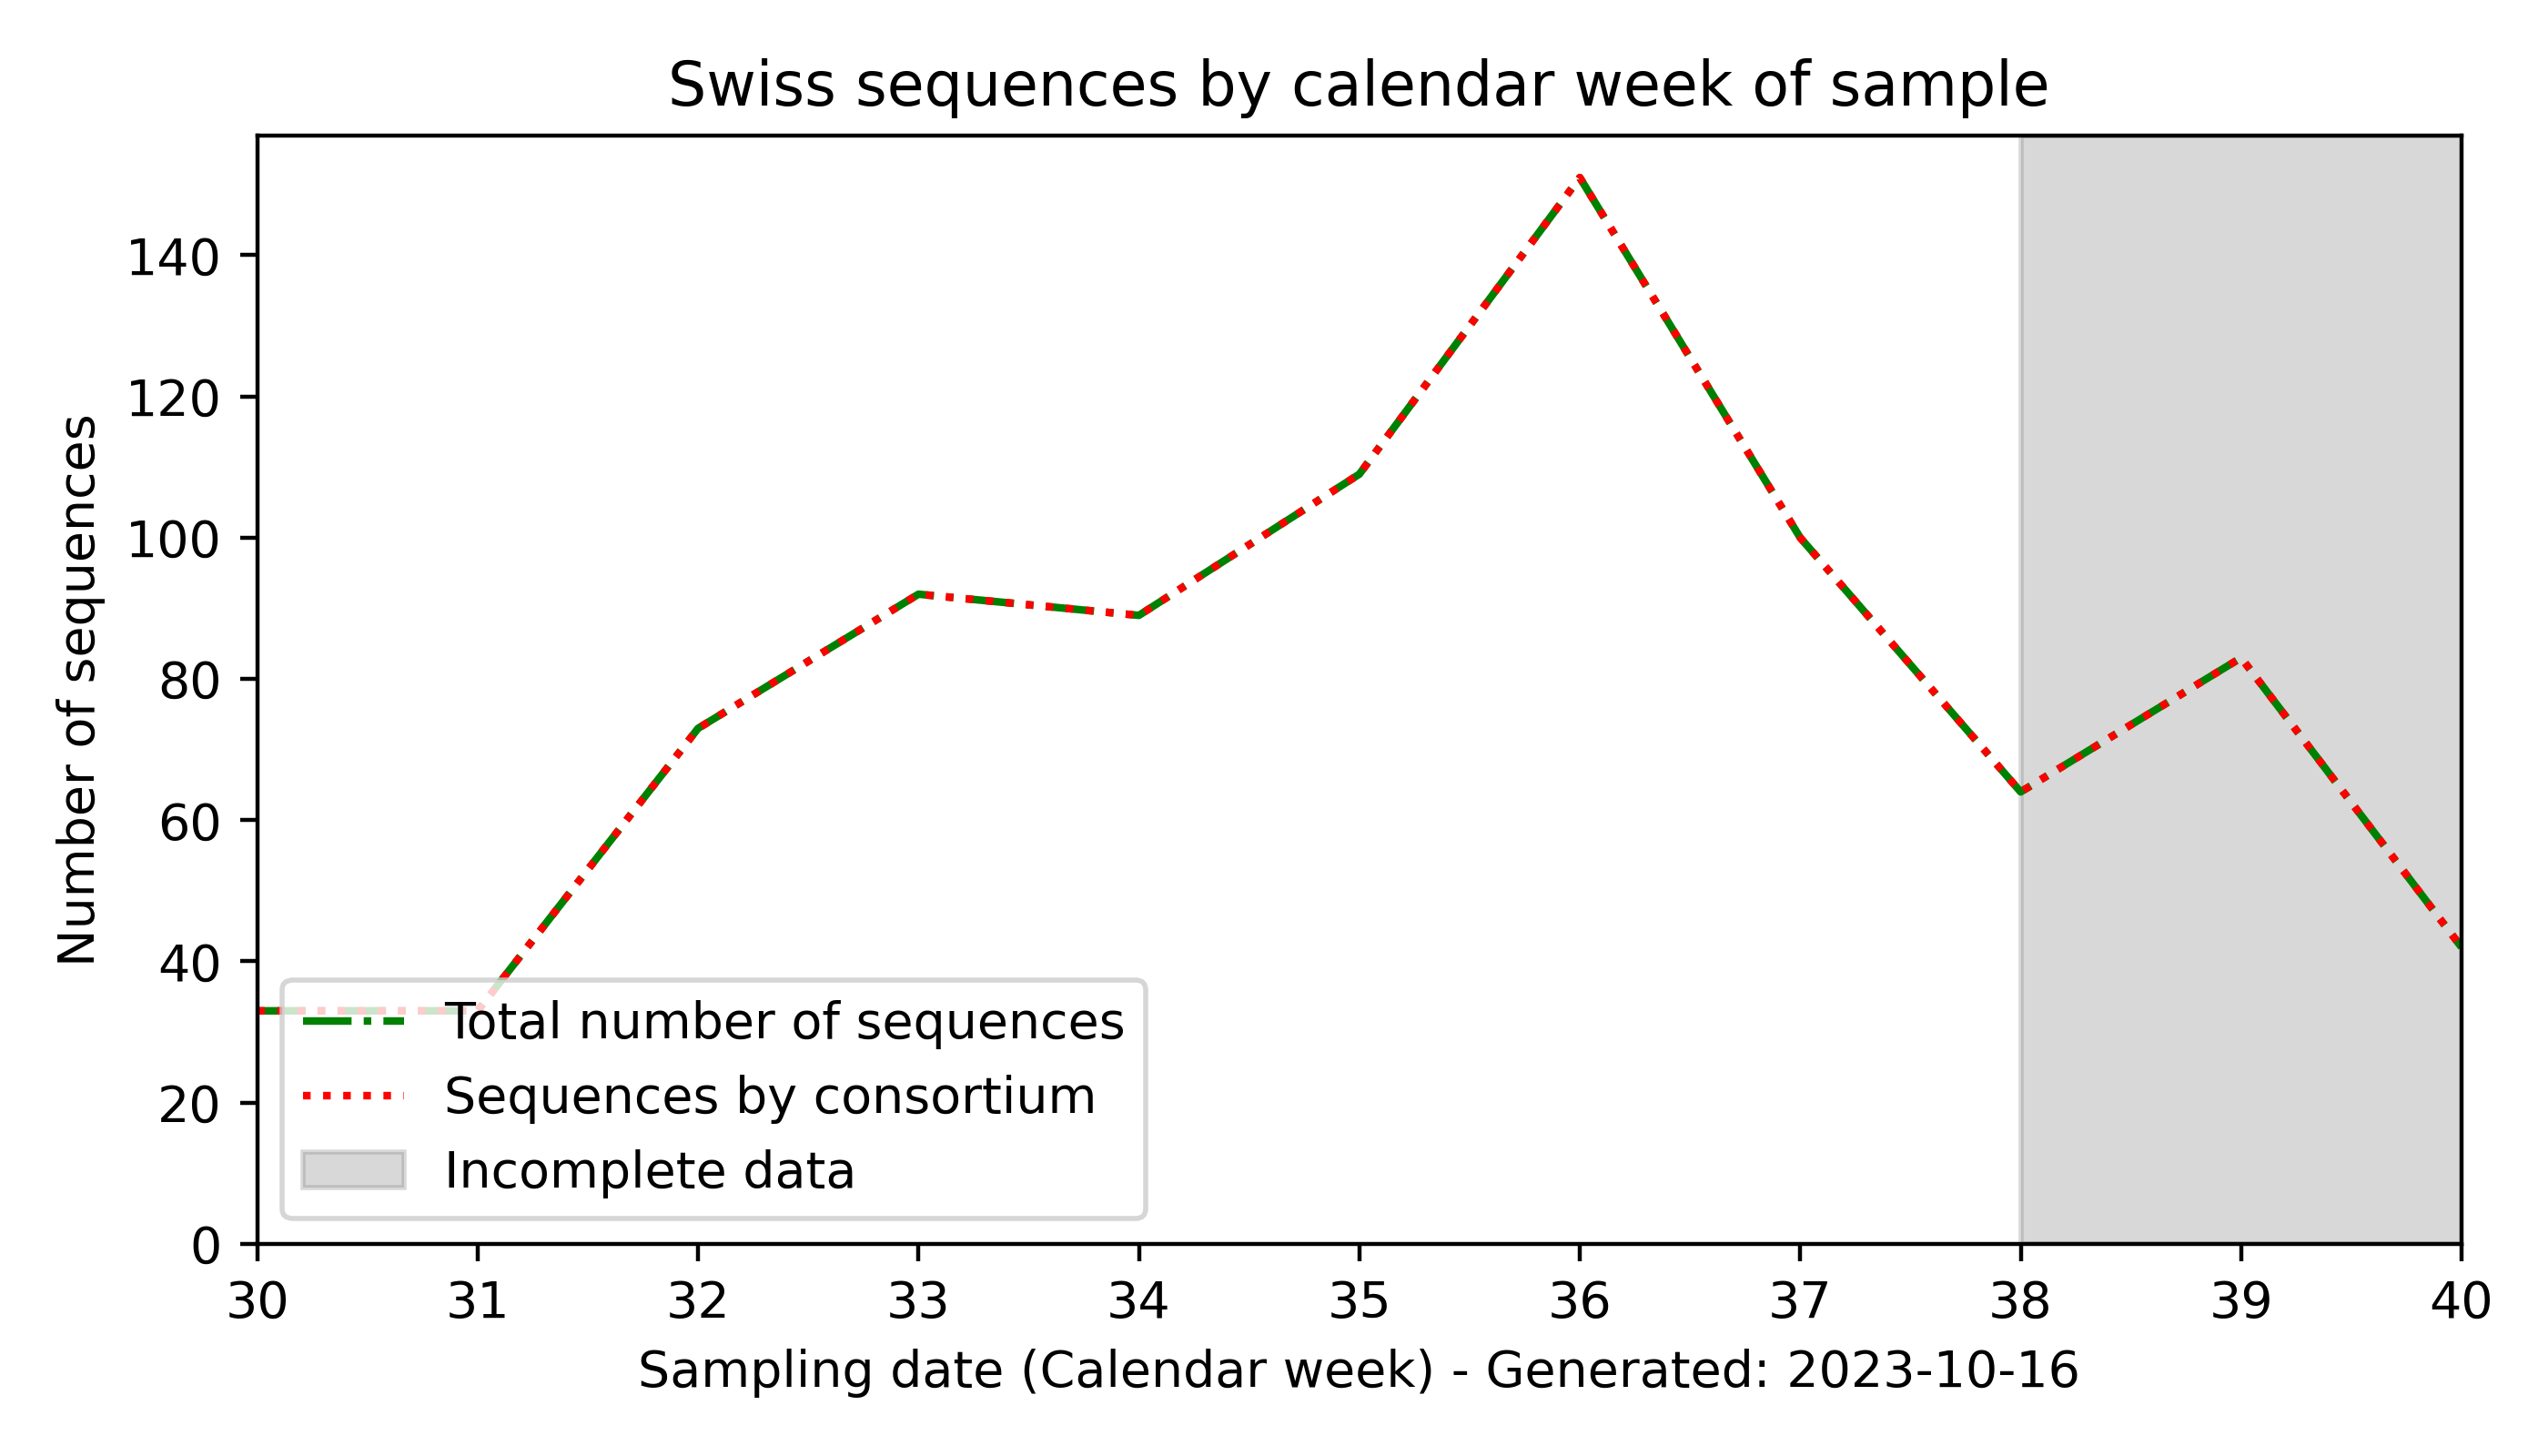 Swiss sequences by calendar week of sample
Number of sequences
140
120
100
80
60
40
20
0
Total number of sequences
Sequences by consortium
Incomplete data
30 31 32 33 34 35 36 37 38 39 40
Sampling date (Calendar week) - Generated: 2023-10-16